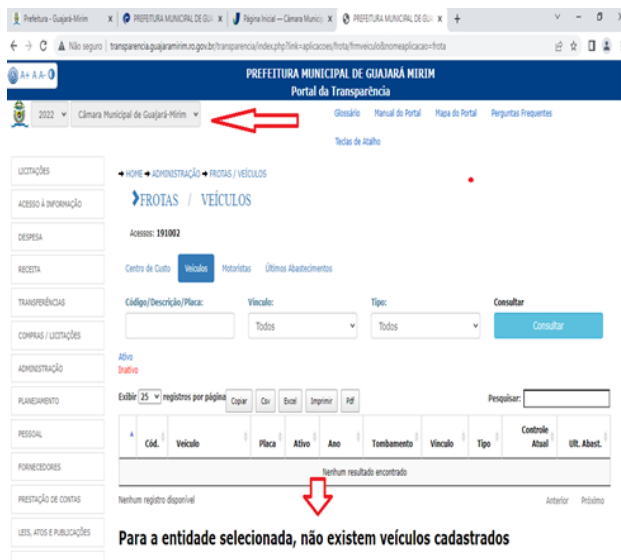 Prefeitura - Guajará-Mirim
PREFEITURA MUNICIPAL DE GUA
Página Inicial — Câmara Municip
PREFEITURA MUNICIPAL DE GUA
Não seguro | transparencia.guajaramirim.ro.gov.br/transparencia/index.php?link=aplicacoes/frota/frmveiculo&nomeaplicacao=frota
A+ A A-
PREFEITURA MUNICIPAL DE GUAJARÁ MIRIM
Portal da Transparência
2022 Câmara Municipal de Guajará-Mirim
Glossário Manual do Portal Mapa do Portal Perguntas Frequentes
Teclas de Atalho
LICITAÇÕES
ACESSO À INFORMAÇÃO
DESPESA
RECEITA
TRANSFERÊNCIAS
COMPRAS / LICITAÇÕES
ADMINISTRAÇÃO
PLANEJAMENTO
PESSOAL
FORNECEDORES
PRESTAÇÃO DE CONTAS
LEIS, ATOS E PUBLICAÇÕES
HOME ADMINISTRAÇÃO FROTAS / VEÍCULOS
FROTAS / VEÍCULOS
Acessos: 191002
Centro de Custo Veículos Motoristas Últimos Abastecimentos
Código/Descrição/Placa: Vinculo: Tipo: Consultar
Todos Todos Consultar
Ativo
Inativo
Exibir 25 registros por página Copiar Csv Excel Imprimir Pdf Pesquisar:
Cód. Veículo Placa Ativo Ano Tombamento Vinculo Tipo Controle Atual Ult. Abast.
Nenhum resultado encontrado
Nenhum registro disponível Anterior Próximo
Para a entidade selecionada, não existem veículos cadastrados